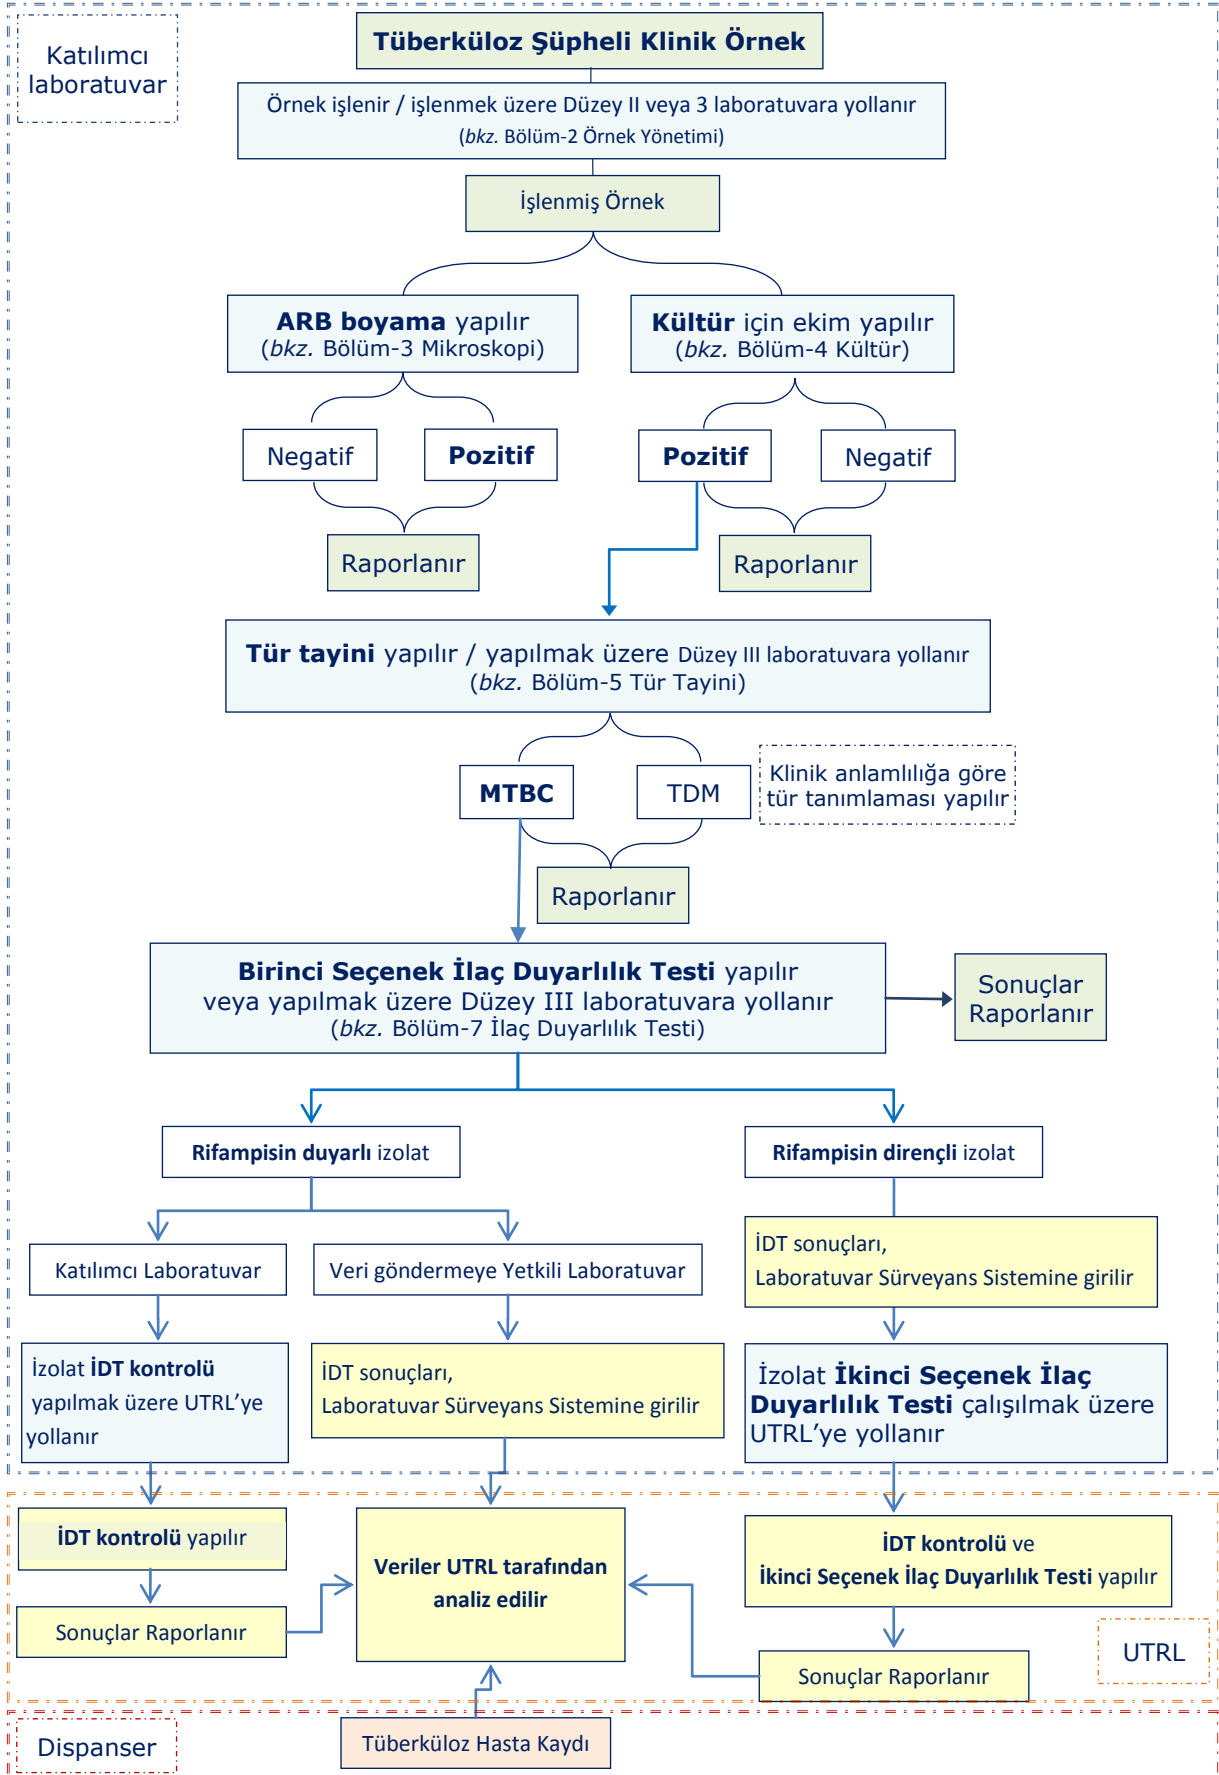 Katılımcı
laboratuvar
Tüberküloz Şüpheli Klinik Örnek
Örnek işlenir / işlenmek üzere Düzey II veya 3 laboratuvara yollanır
(bkz. Bölüm-2 Örnek Yönetimi)
İşlenmiş Örnek
ARB boyama yapılır
(bkz. Bölüm-3 Mikroskopi)
Kültür için ekim yapılır
(bkz. Bölüm-4 Kültür)
Negatif
Pozitif
Pozitif
Negatif
Raporlanır
Raporlanır
Tür tayini yapılır / yapılmak üzere Düzey III laboratuvara yollanır
(bkz. Bölüm-5 Tür Tayini)
MTBC
TDM
Klinik anlamlılığa göre
tür tanımlaması yapılır
Raporlanır
Birinci Seçenek İlaç Duyarlılık Testi yapılır
veya yapılmak üzere Düzey III laboratuvara yollanır
(bkz. Bölüm-7 İlaç Duyarlılık Testi)
Sonuçlar
Raporlanır
Rifampisin duyarlı izolat
Rifampisin dirençli izolat
Katılımcı Laboratuvar
Veri göndermeye Yetkili Laboratuvar
İDT sonuçları,
Laboratuvar Sürveyans Sistemine girilir
İzolat İDT kontrolü
yapılmak üzere UTRL’ye
yollanır
İDT sonuçları,
Laboratuvar Sürveyans Sistemine girilir
İzolat İkinci Seçenek İlaç
Duyarlılık Testi çalışılmak üzere
UTRL’ye yollanır
İDT kontrolü yapılır
Veriler UTRL tarafından
analiz edilir
İDT kontrolü ve
İkinci Seçenek İlaç Duyarlılık Testi yapılır
Sonuçlar Raporlanır
Sonuçlar Raporlanır
UTRL
Dispanser
Tüberküloz Hasta Kaydı